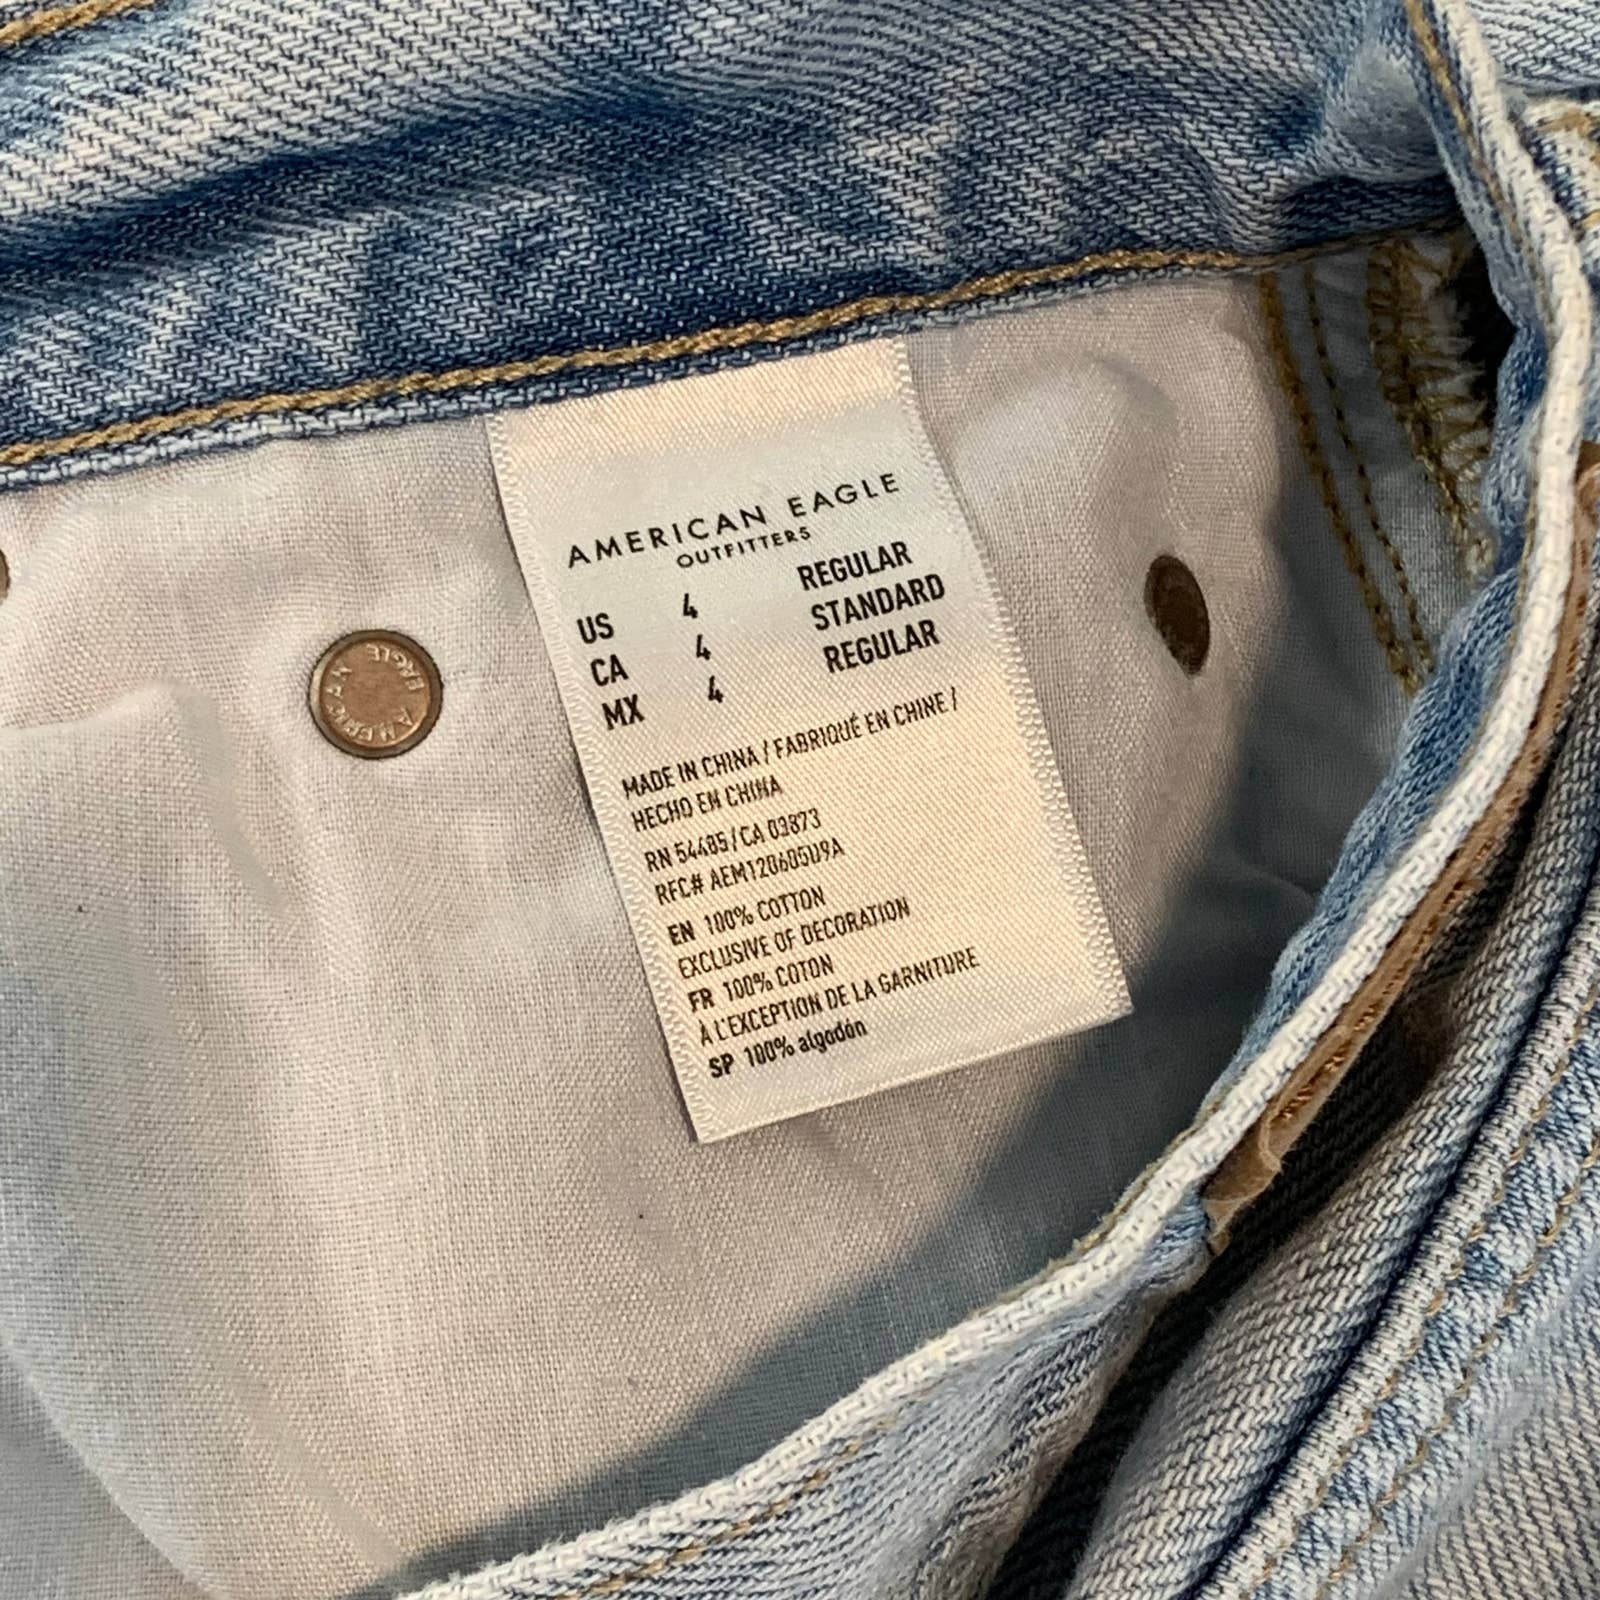 AMERICAN EAGLE
OUTFITTERS
US 4 REGULAR
CA 4 STANDARD
MX 4 REGULAR
MADE IN CHINA / FABRIQUÉ EN CHINE /
HECHO EN CHINA
RN 54485 / CA 03873
RFC# AEM120605U9A
EN 100% COTTON
EXCLUSIVE OF DECORATION
FR 100% COTON
À L'EXCEPTION DE LA GARNITURE
SP 100% algodón
AMERICAN EAGLE